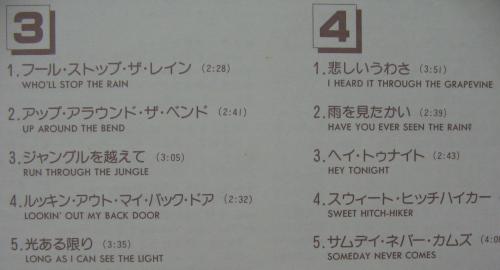 3
1.フール・ストップ・ザ・レイン (2:28)
WHO'LL STOP THE RAIN
2.アップ・アラウンド・ザ・ベンド (2:41)
UP AROUND THE BEND
3.ジャングルを越えて (3:05)
RUN THROUGH THE JUNGLE
4.ルッキン・アウト・マイ・バック・ドア (2:32)
LOOKIN' OUT MY BACK DOOR
5.光ある限り (3:35)
LONG AS I CAN SEE THE LIGHT
4
1.悲しいうわさ (3:51)
I HEARD IT THROUGH THE GRAPEVINE
2.雨を見たかい (2:39)
HAVE YOU EVER SEEN THE RAIN?
3.ヘイ・トゥナイト (2:43)
HEY TONIGHT
4.スウィート・ヒッチハイカー
SWEET HITCH-HIKER
5.サムデイ・ネバー・カムズ
SOMEDAY NEVER COMES